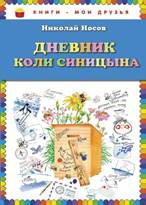 КНИГИ - МОИ ДРУЗЬЯ
Николай Носов
ДНЕВНИК
КОЛИ СИНИЦЫНА